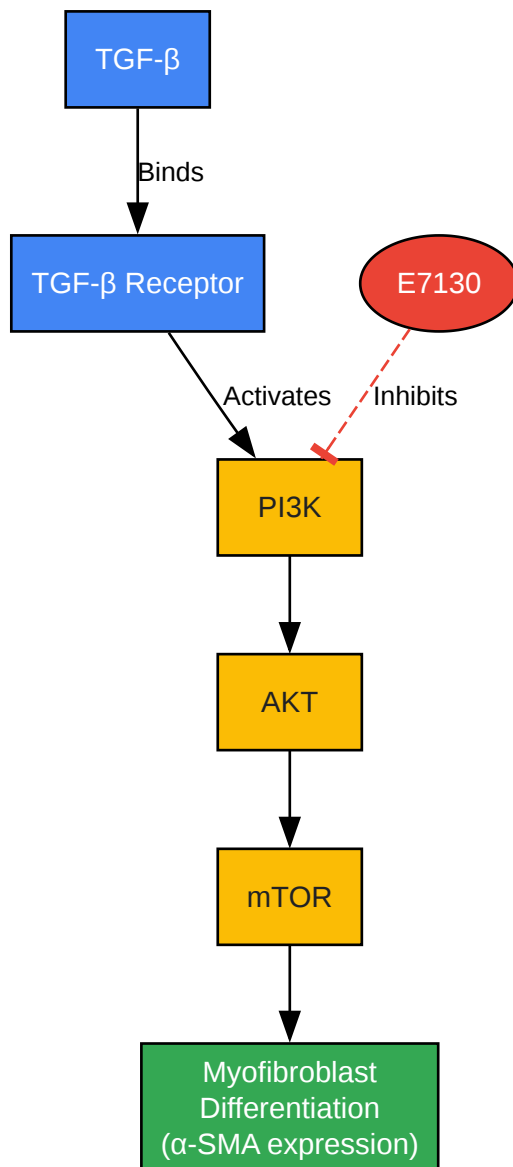 TGF-β
Binds
TGF-β Receptor
E7130
Activates
Inhibits
PI3K
AKT
mTOR
Myofibroblast
Differentiation
(α-SMA expression)